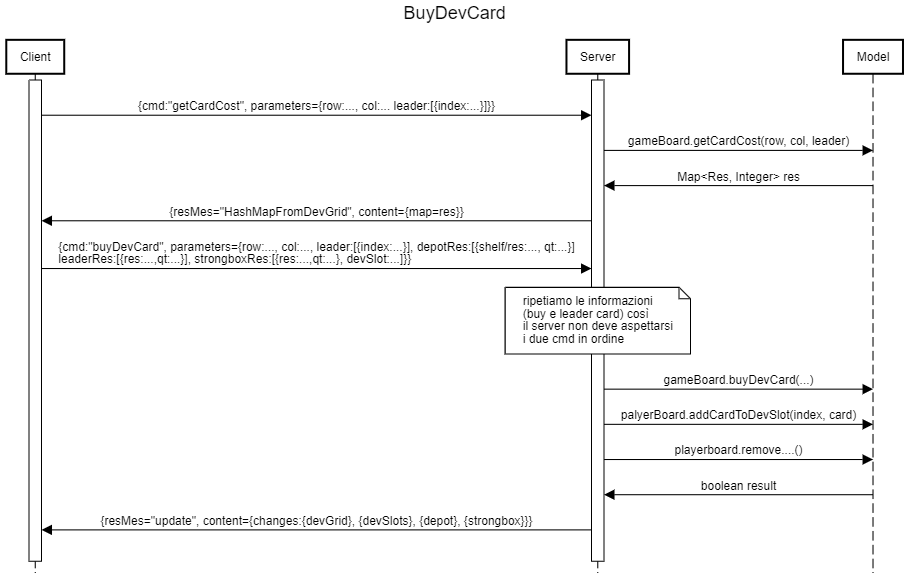 BuyDevCard
Client
Server
Model
{cmd:"getCardCost", parameters={row:..., col:... leader:[{index:...}]}}
gameBoard.getCardCost(row, col, leader)
Map<Res, Integer> res
{resMes="HashMapFromDevGrid", content={map=res}}
{cmd:"buyDevCard", parameters={row:..., col:..., leader:[{index:...}], depotRes:[{shelf/res:..., qt:...}]
leaderRes:[{res:...,qt:...}], strongboxRes:[{res:...,qt:...}, devSlot:...]}}
ripetiamo le informazioni
(buy e leader card) così
il server non deve aspettarsi
i due cmd in ordine
gameBoard.buyDevCard(...)
palyerBoard.addCardToDevSlot(index, card)
playerboard.remove....()
boolean result
{resMes="update", content={changes:{devGrid}, {devSlots}, {depot}, {strongbox}}}